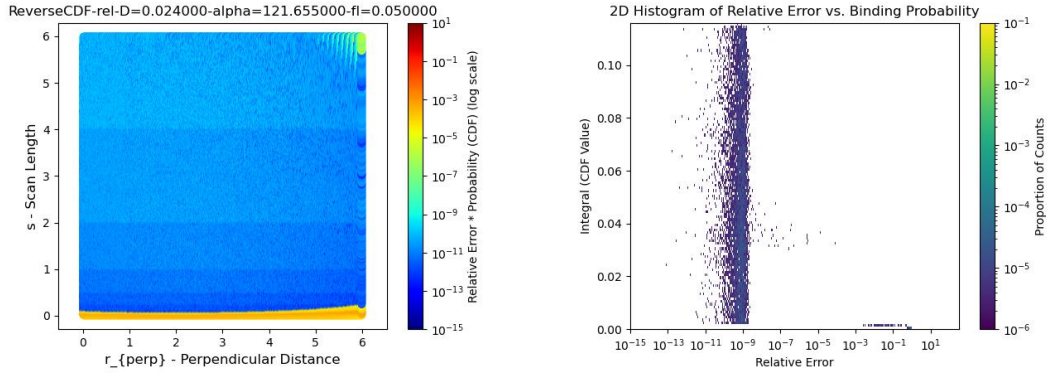 ReverseCDF-rel-D=0.024000-alpha=121.655000-fl=0.050000
6
5
4
3
2
1
0
s - Scan Length
0 1 2 3 4 5 6
r_{perp} - Perpendicular Distance
10^1
10^-1
10^-3
10^-5
10^-7
10^-9
10^-11
10^-13
10^-15
Relative Error * Probability (CDF) (log scale)
2D Histogram of Relative Error vs. Binding Probability
0.10
0.08
0.06
0.04
0.02
0.00
Integral (CDF Value)
10^-15 10^-13 10^-11 10^-9 10^-7 10^-5 10^-3 10^-1 10^1
Relative Error
10^-1
10^-2
10^-3
10^-4
10^-5
10^-6
Proportion of Counts